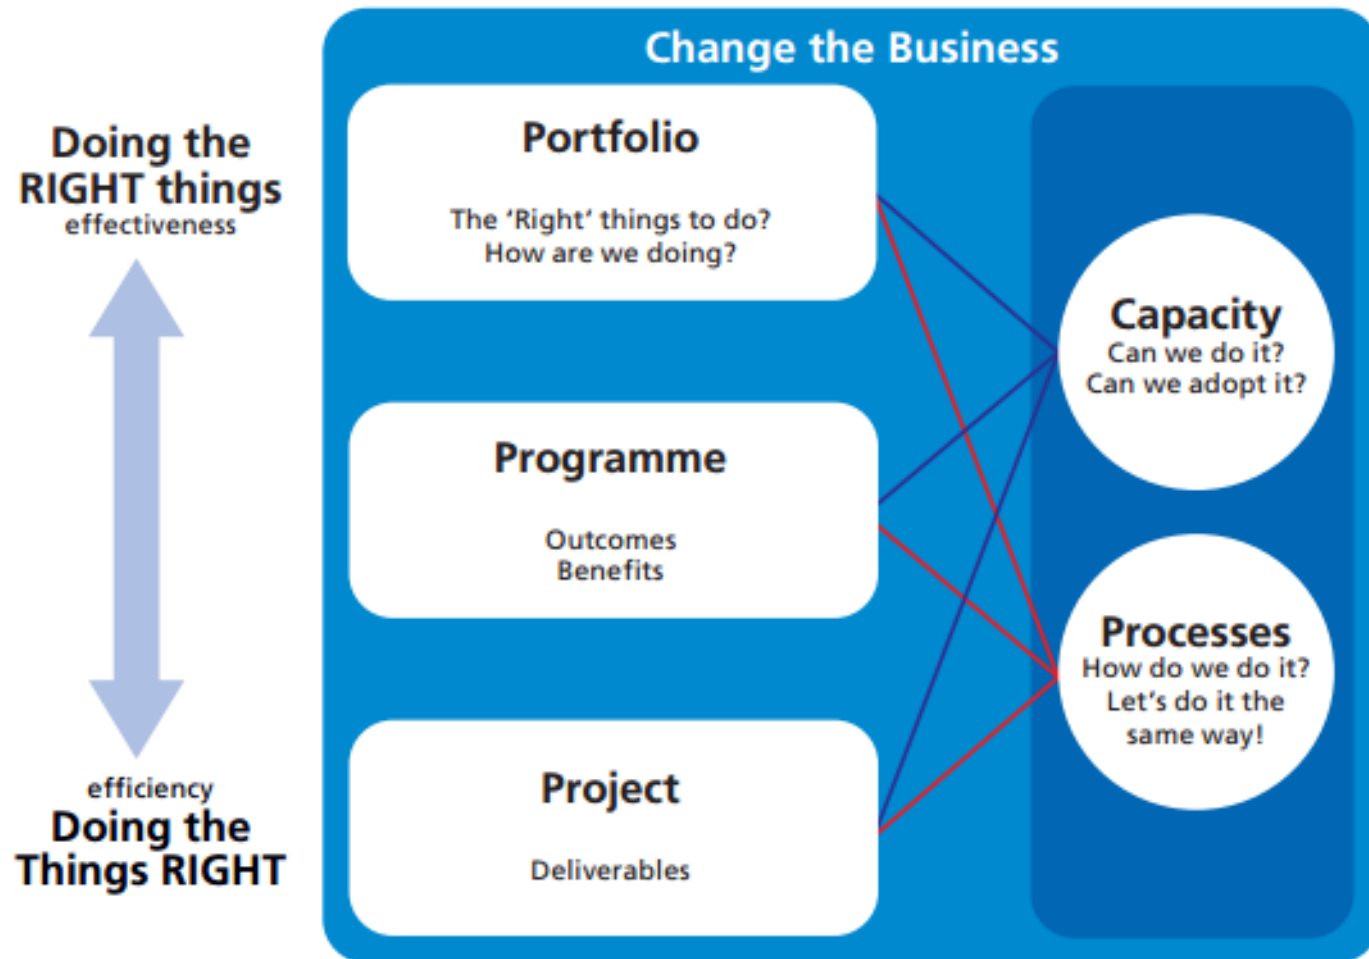 Change the Business
Doing the
RIGHT things
effectiveness
efficiency
Doing the
Things RIGHT
Portfolio
The ‘Right’ things to do?
How are we doing?
Programme
Outcomes
Benefits
Project
Deliverables
Capacity
Can we do it?
Can we adopt it?
Processes
How do we do it?
Let’s do it the
same way!